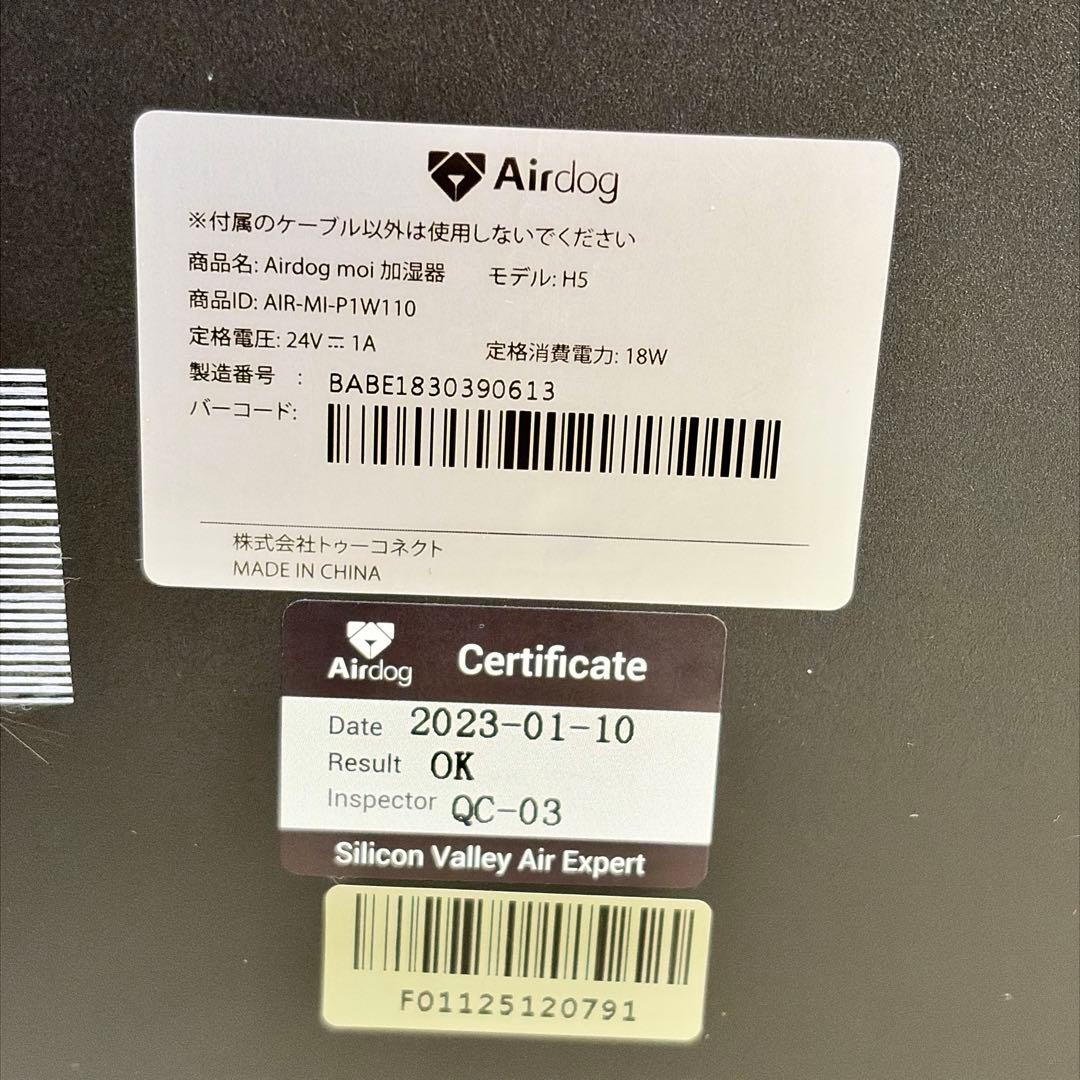 Airdog
※付属のケーブル以外は使用しないでください
商品名: Airdog moi 加湿器 モデル: H5
商品ID: AIR-MI-P1W110
定格電圧: 24V⎓1A 定格消費電力: 18W
製造番号 : BABE1830390613
バーコード:
株式会社トゥーコネクト
MADE IN CHINA
Airdog Certificate
Date 2023-01-10
Result OK
Inspector QC-03
Silicon Valley Air Expert
F01125120791